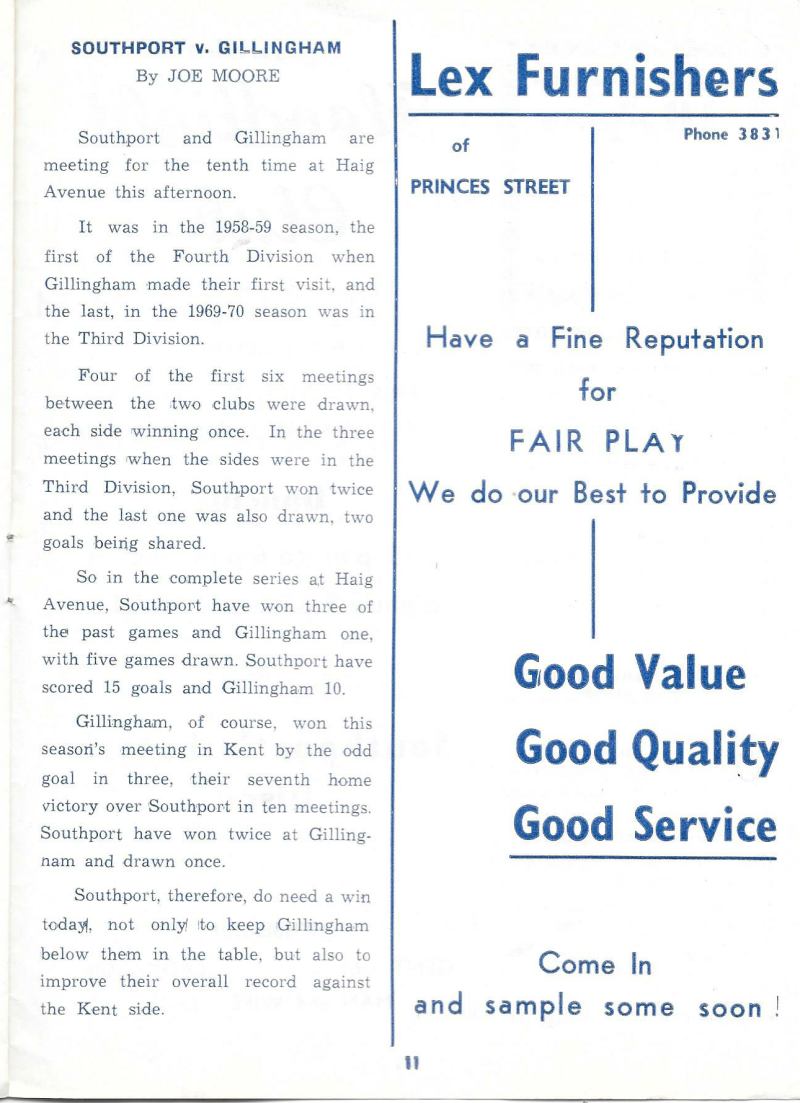 SOUTHPORT v. GILLINGHAM
By JOE MOORE
Southport and Gillingham are
meeting for the tenth time at Haig
Avenue this afternoon.
It was in the 1958-59 season, the
first of the Fourth Division when
Gillingham made their first visit, and
the last, in the 1969-70 season was in
the Third Division.
Four of the first six meetings
between the two clubs were drawn,
each side winning once. In the three
meetings when the sides were in the
Third Division, Southport won twice
and the last one was also drawn, two
goals being shared.
So in the complete series at Haig
Avenue, Southport have won three of
the past games and Gillingham one,
with five games drawn. Southport have
scored 15 goals and Gillingham 10.
Gillingham, of course, won this
season's meeting in Kent by the odd
goal in three, their seventh home
victory over Southport in ten meetings.
Southport have won twice at Gilling-
nam and drawn once.
Southport, therefore, do need a win
today, not only to keep Gillingham
below them in the table, but also to
improve their overall record against
the Kent side.
Lex Furnishers
Phone 3831
of
PRINCES STREET
Have a Fine Reputation
for
FAIR PLAY
We do our Best to Provide
Good Value
Good Quality
Good Service
Come In
and sample some soon !
11